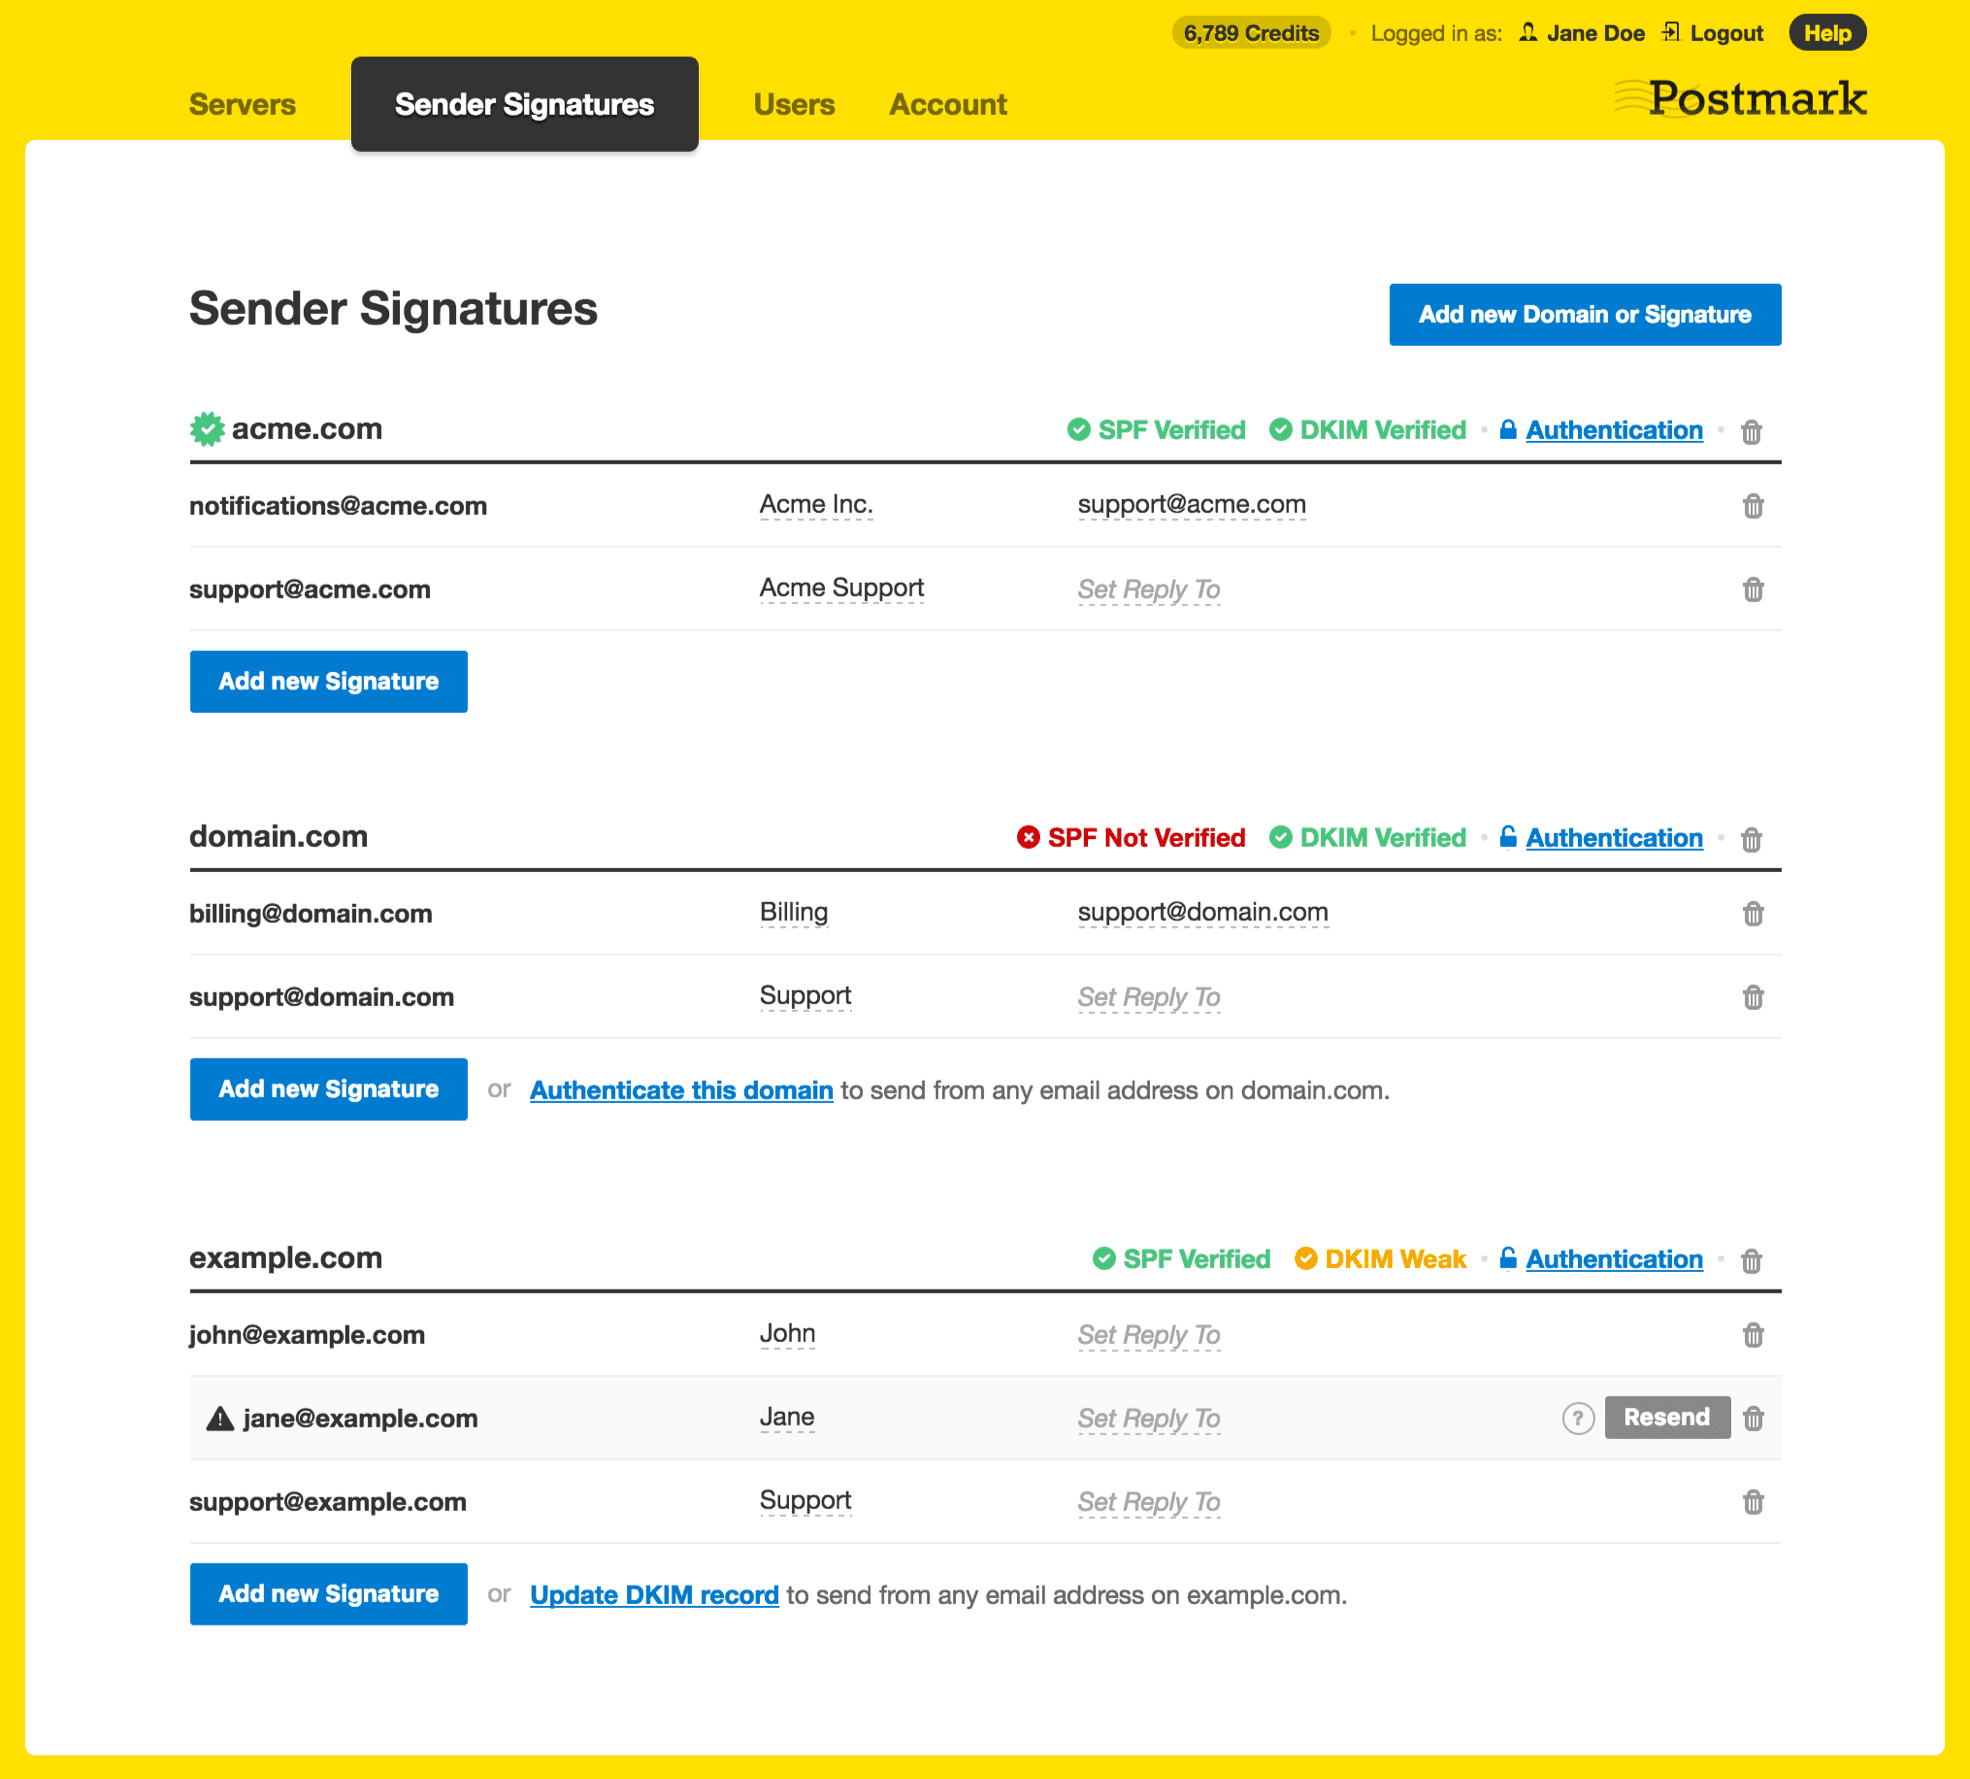 6,789 Credits • Logged in as: Jane Doe Logout Help
Servers Sender Signatures Users Account Postmark
Sender Signatures Add new Domain or Signature
acme.com SPF Verified DKIM Verified • Authentication •
notifications@acme.com Acme Inc. support@acme.com
support@acme.com Acme Support Set Reply To
Add new Signature
domain.com SPF Not Verified DKIM Verified • Authentication •
billing@domain.com Billing support@domain.com
support@domain.com Support Set Reply To
Add new Signature or Authenticate this domain to send from any email address on domain.com.
example.com SPF Verified DKIM Weak • Authentication •
john@example.com John Set Reply To
jane@example.com Jane Set Reply To ? Resend
support@example.com Support Set Reply To
Add new Signature or Update DKIM record to send from any email address on example.com.